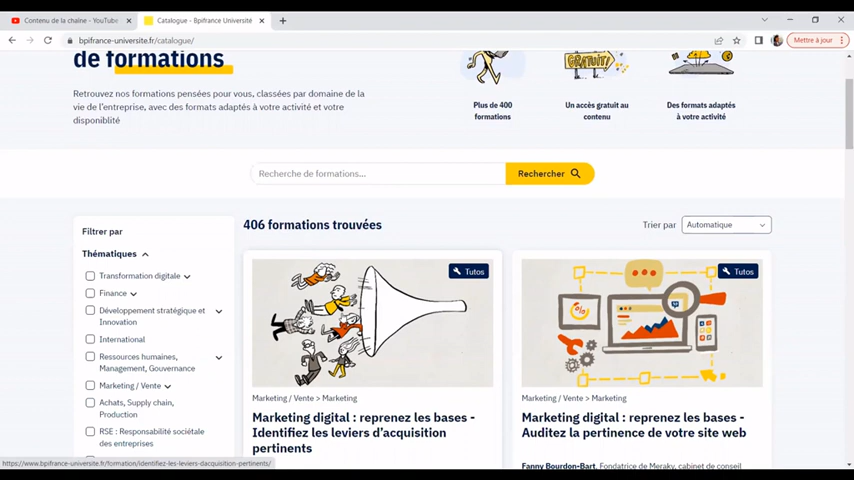 Contenu de la chaîne - YouTube
Catalogue - Bpifrance Université
bpifrance-universite.fr/catalogue/
Mettre à jour
de formations
Retrouvez nos formations pensées pour vous, classées par domaine de la
vie de l'entreprise, avec des formats adaptés à votre activité et votre
disponiblité
GRATUIT!
Plus de 400
formations
Un accès gratuit au
contenu
Des formats adaptés
à votre activité
Recherche de formations...
Rechercher
Filtrer par
406 formations trouvées
Trier par
Automatique
Thématiques
Transformation digitale
Finance
Développement stratégique et
Innovation
International
Ressources humaines,
Management, Gouvernance
Marketing / Vente
Achats, Supply chain,
Production
RSE : Responsabilité sociétale
des entreprises
Tutos
Marketing / Vente > Marketing
Marketing digital : reprenez les bases -
Identifiez les leviers d'acquisition
pertinents
Tutos
Marketing / Vente > Marketing
Marketing digital : reprenez les bases -
Auditez la pertinence de votre site web
Fanny Bourdon-Bart, Fondatrice de Meraky, cabinet de conseil
https://www.bpifrance-universite.fr/formation/identifiez-les-leviers-dacquisition-pertinents/